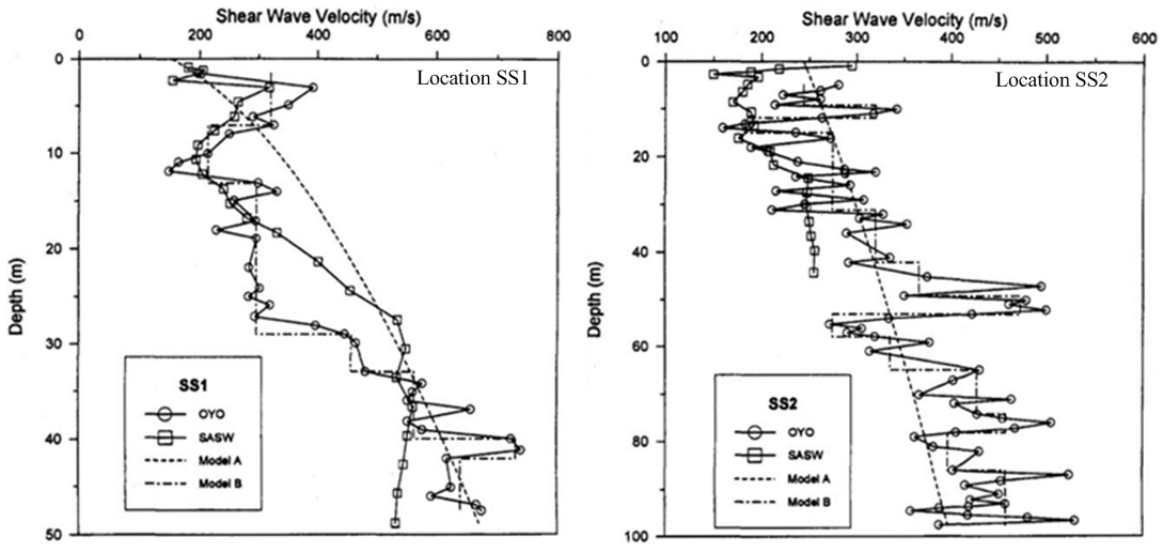 Shear Wave Velocity (m/s)
0 200 400 600 800
0
10
20
30
40
50
Depth (m)
Location SS1
SS1
OYO
SASW
Model A
Model B
Shear Wave Velocity (m/s)
100 200 300 400 500 600
0
20
40
60
80
100
Depth (m)
Location SS2
SS2
OYO
SASW
Model A
Model B